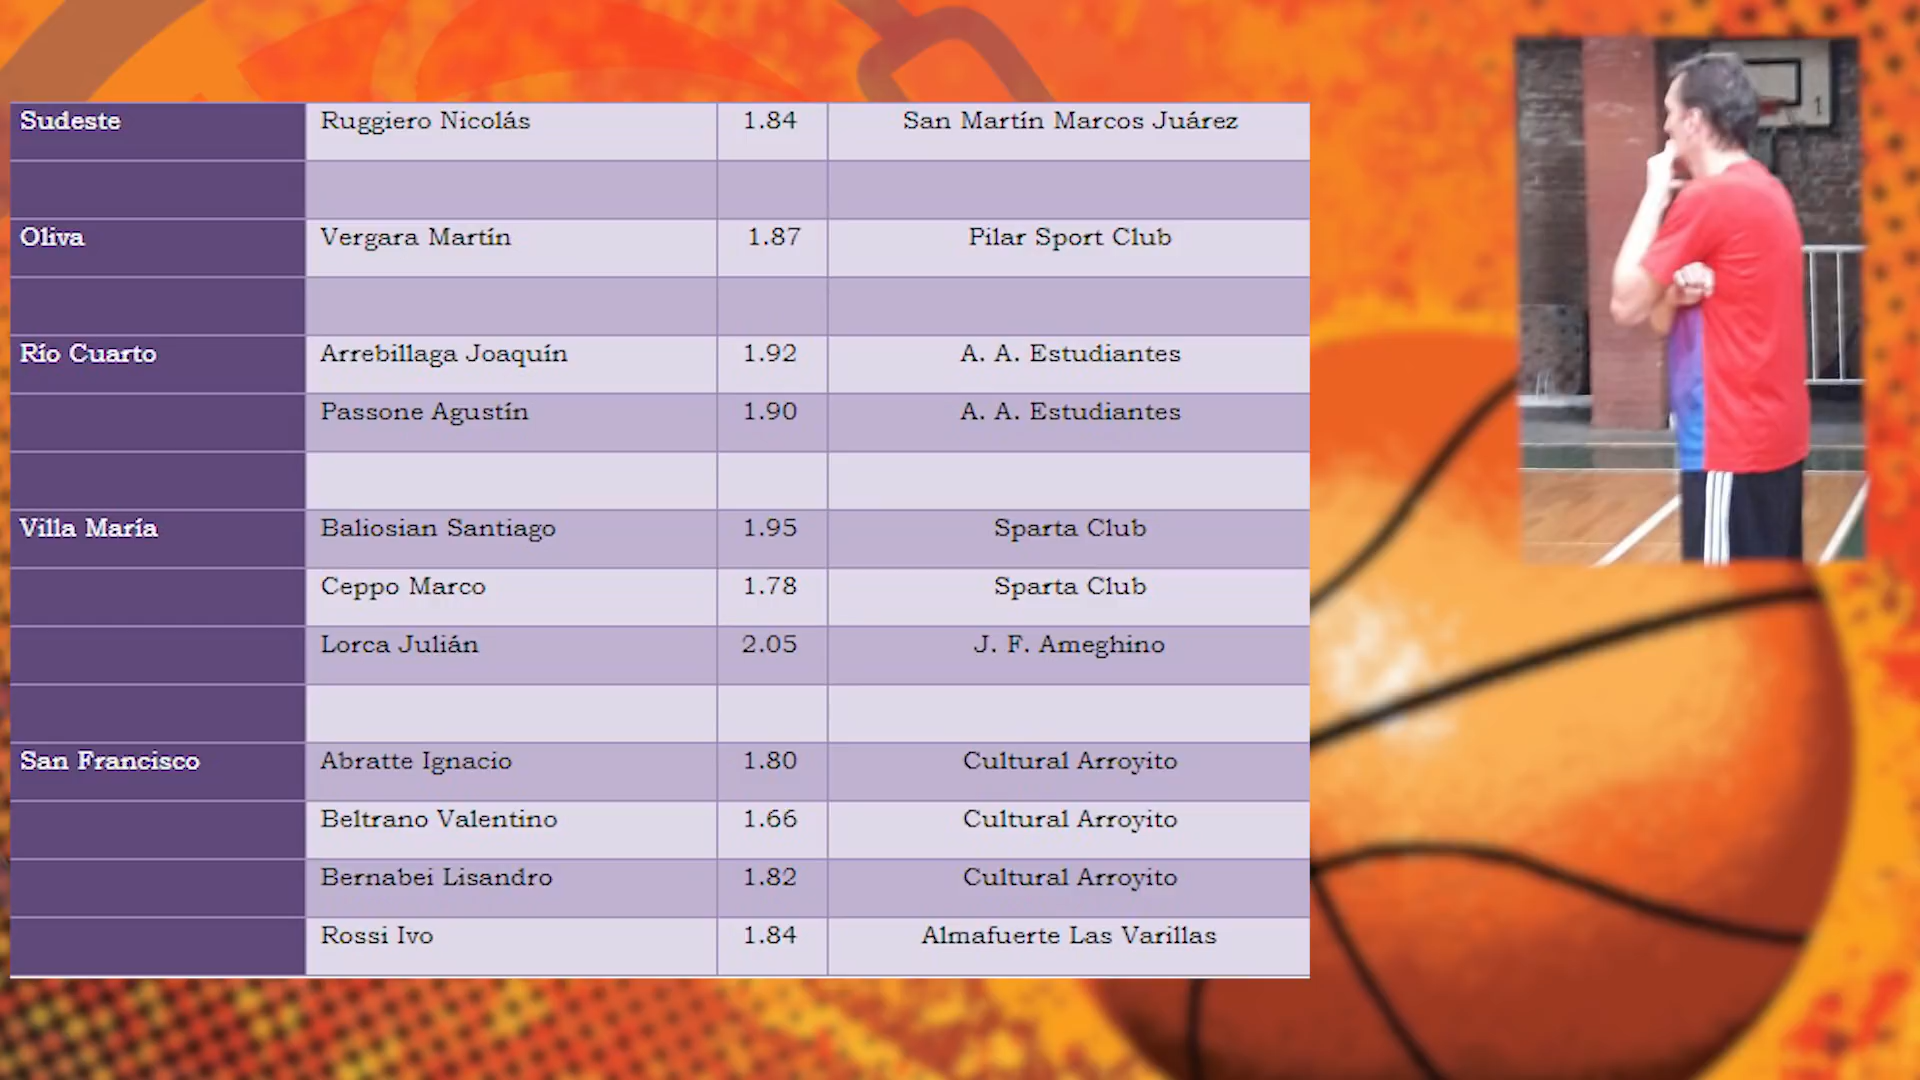 Sudeste Ruggiero Nicolás 1.84 San Martín Marcos Juárez
Oliva Vergara Martín 1.87 Pilar Sport Club
Río Cuarto Arrebillaga Joaquín 1.92 A. A. Estudiantes
Passone Agustín 1.90 A. A. Estudiantes
Villa María Baliosian Santiago 1.95 Sparta Club
Ceppo Marco 1.78 Sparta Club
Lorca Julián 2.05 J. F. Ameghino
San Francisco Abratte Ignacio 1.80 Cultural Arroyito
Beltrano Valentino 1.66 Cultural Arroyito
Bernabei Lisandro 1.82 Cultural Arroyito
Rossi Ivo 1.84 Almafuerte Las Varillas
1